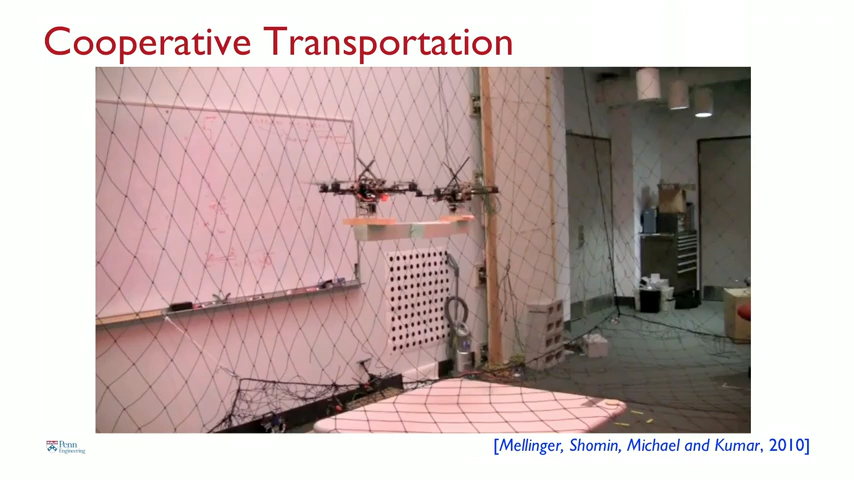 Cooperative Transportation
Penn
Engineering
[Mellinger, Shomin, Michael and Kumar, 2010]